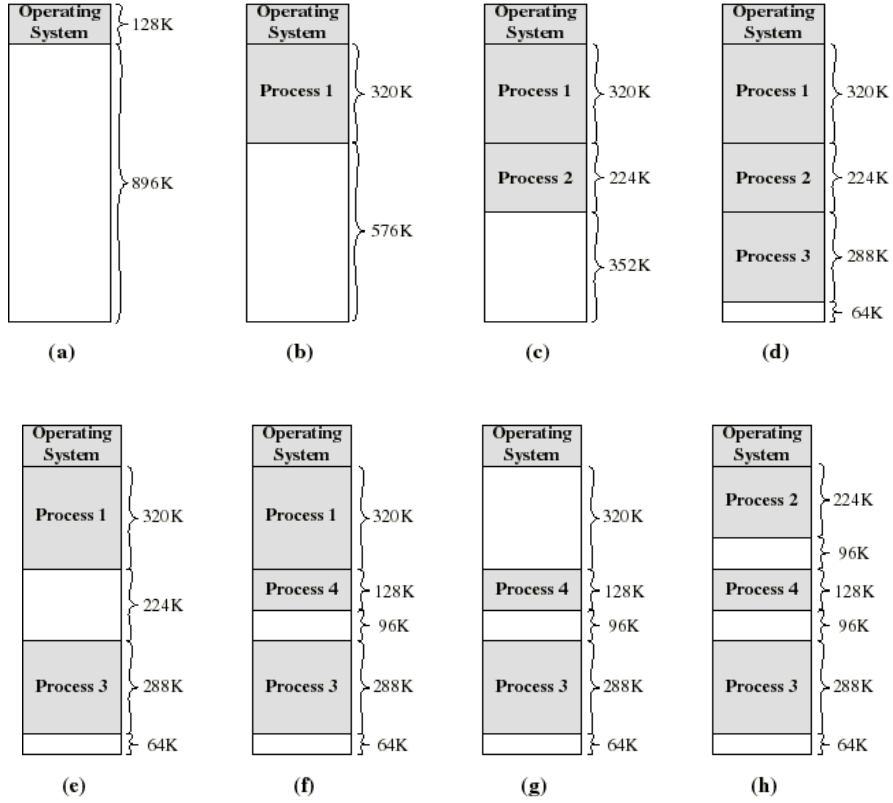 Operating
System
128K
896K
(a)
Operating
System
Process 1
320K
576K
(b)
Operating
System
Process 1
320K
Process 2
224K
352K
(c)
Operating
System
Process 1
320K
Process 2
224K
Process 3
288K
64K
(d)
Operating
System
Process 1
320K
224K
Process 3
288K
64K
(e)
Operating
System
Process 1
320K
Process 4
128K
96K
Process 3
288K
64K
(f)
Operating
System
320K
Process 4
128K
96K
Process 3
288K
64K
(g)
Operating
System
Process 2
224K
96K
Process 4
128K
96K
Process 3
288K
64K
(h)